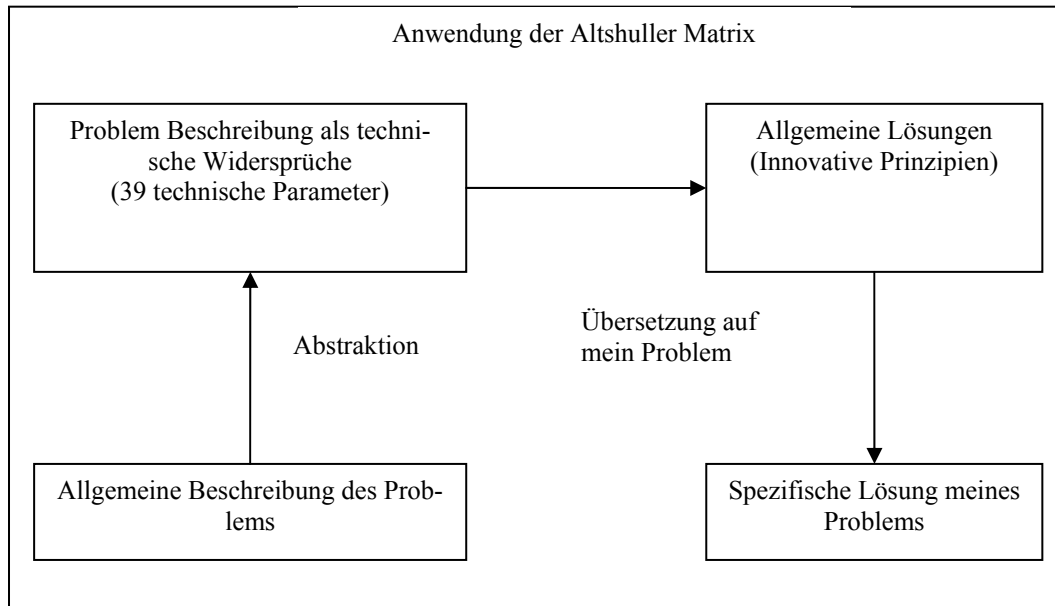 Anwendung der Altshuller Matrix
Problem Beschreibung als techni-
sche Widersprüche
(39 technische Parameter)
Allgemeine Lösungen
(Innovative Prinzipien)
Abstraktion
Übersetzung auf
mein Problem
Allgemeine Beschreibung des Prob-
lems
Spezifische Lösung meines
Problems